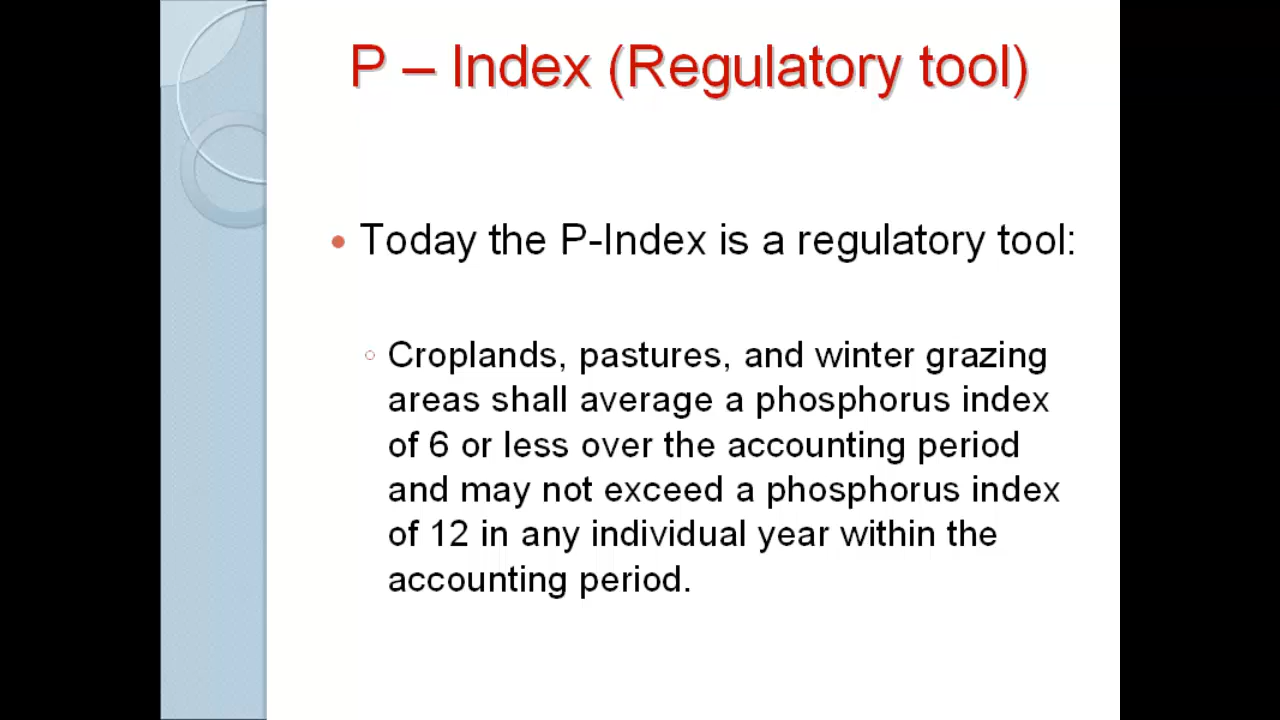 P – Index (Regulatory tool)
• Today the P-Index is a regulatory tool:
◦ Croplands, pastures, and winter grazing
areas shall average a phosphorus index
of 6 or less over the accounting period
and may not exceed a phosphorus index
of 12 in any individual year within the
accounting period.